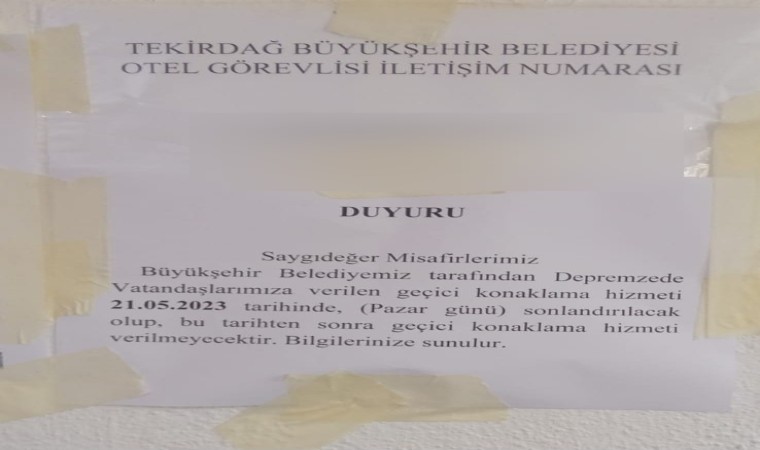 TEKİRDAĞ BÜYÜKŞEHİR BELEDİYESİ
OTEL GÖREVLİSİ İLETİŞİM NUMARASI
DUYURU
Saygıdeğer Misafirlerimiz
Büyükşehir Belediyemiz tarafından Depremzede
Vatandaşlarımıza verilen geçici konaklama hizmeti
21.05.2023 tarihinde, (Pazar günü) sonlandırılacak
olup, bu tarihten sonra geçici konaklama hizmeti
verilmeyecektir. Bilgilerinize sunulur.